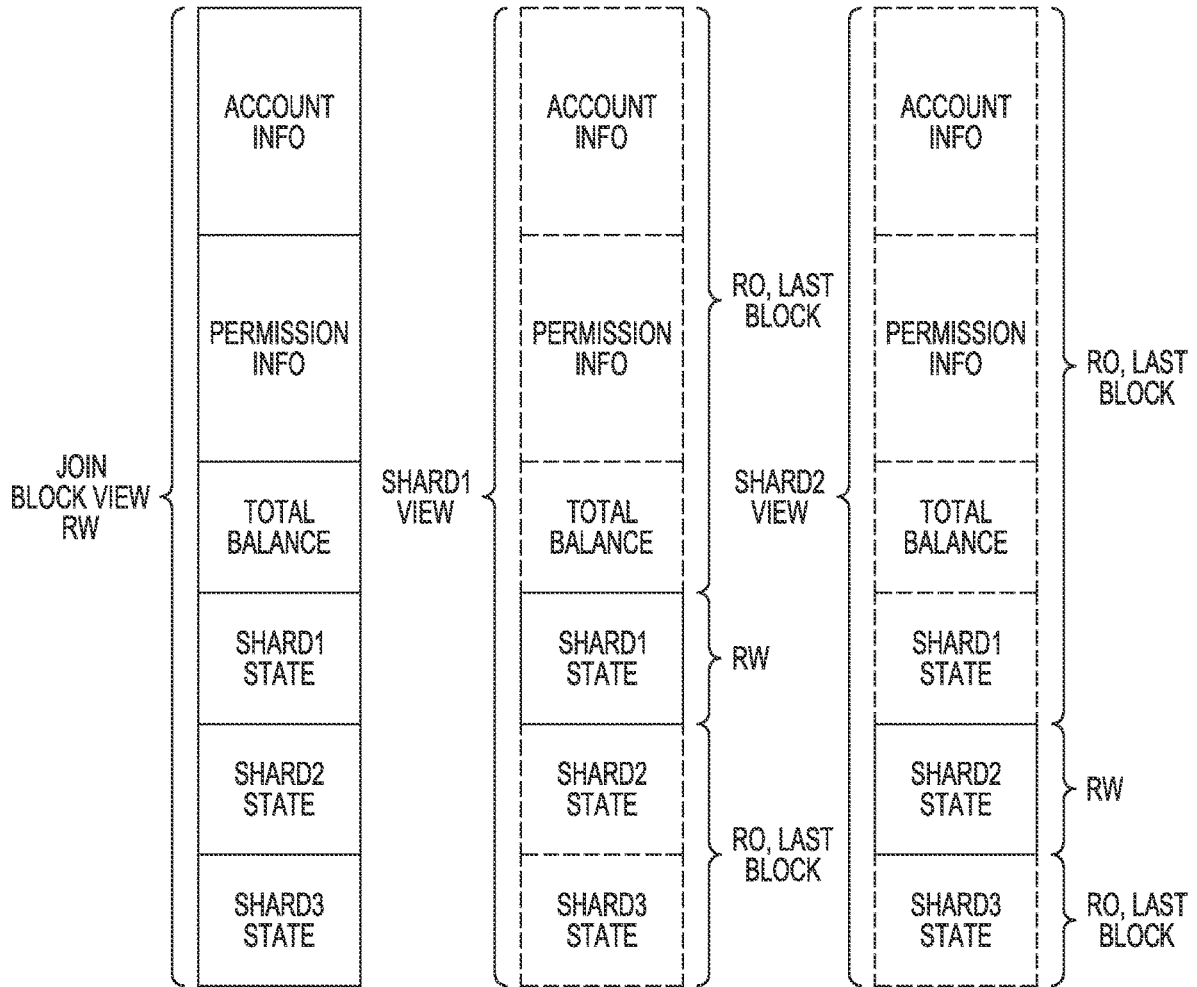 JOIN
BLOCK VIEW
RW
ACCOUNT
INFO
PERMISSION
INFO
TOTAL
BALANCE
SHARD1
STATE
SHARD2
STATE
SHARD3
STATE
SHARD1
VIEW
ACCOUNT
INFO
PERMISSION
INFO
TOTAL
BALANCE
SHARD1
STATE
SHARD2
STATE
SHARD3
STATE
RO, LAST
BLOCK
RW
RO, LAST
BLOCK
SHARD2
VIEW
ACCOUNT
INFO
PERMISSION
INFO
TOTAL
BALANCE
SHARD1
STATE
SHARD2
STATE
SHARD3
STATE
RO, LAST
BLOCK
RW
RO, LAST
BLOCK